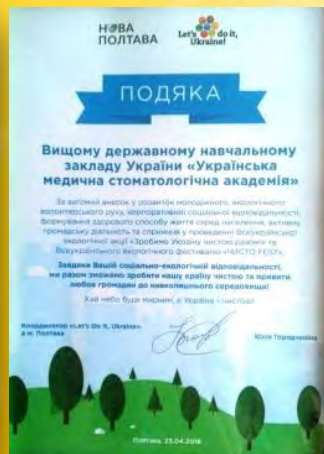 НОВА
ПОЛТАВА
Let's do it,
Ukraine!
ПОДЯКА
Вищому державному навчальному
закладу України «Українська
медична стоматологічна академія»
За вагомий внесок у розвиток молодіжного, екологічного
волонтерського руху, корпоративної соціальної відповідальності,
формування здорового способу життя серед населення, активну
громадську діяльність та сприяння у проведенні Всеукраїнської
екологічної акції «Зробимо Україну чистою разом!» та
Всеукраїнського екологічного фестивалю «ЧИСТО FEST».
Завдяки Вашій соціально-екологічній відповідальності,
ми разом зможемо зробити нашу країну чистою та привити
любов громадян до навколишнього середовища!
Хай небо буде мирним, а Україна – чистою!
Координатор «Let's Do It, Ukraine»
в м. Полтава
Юлія
Полтава, 23.04.2016